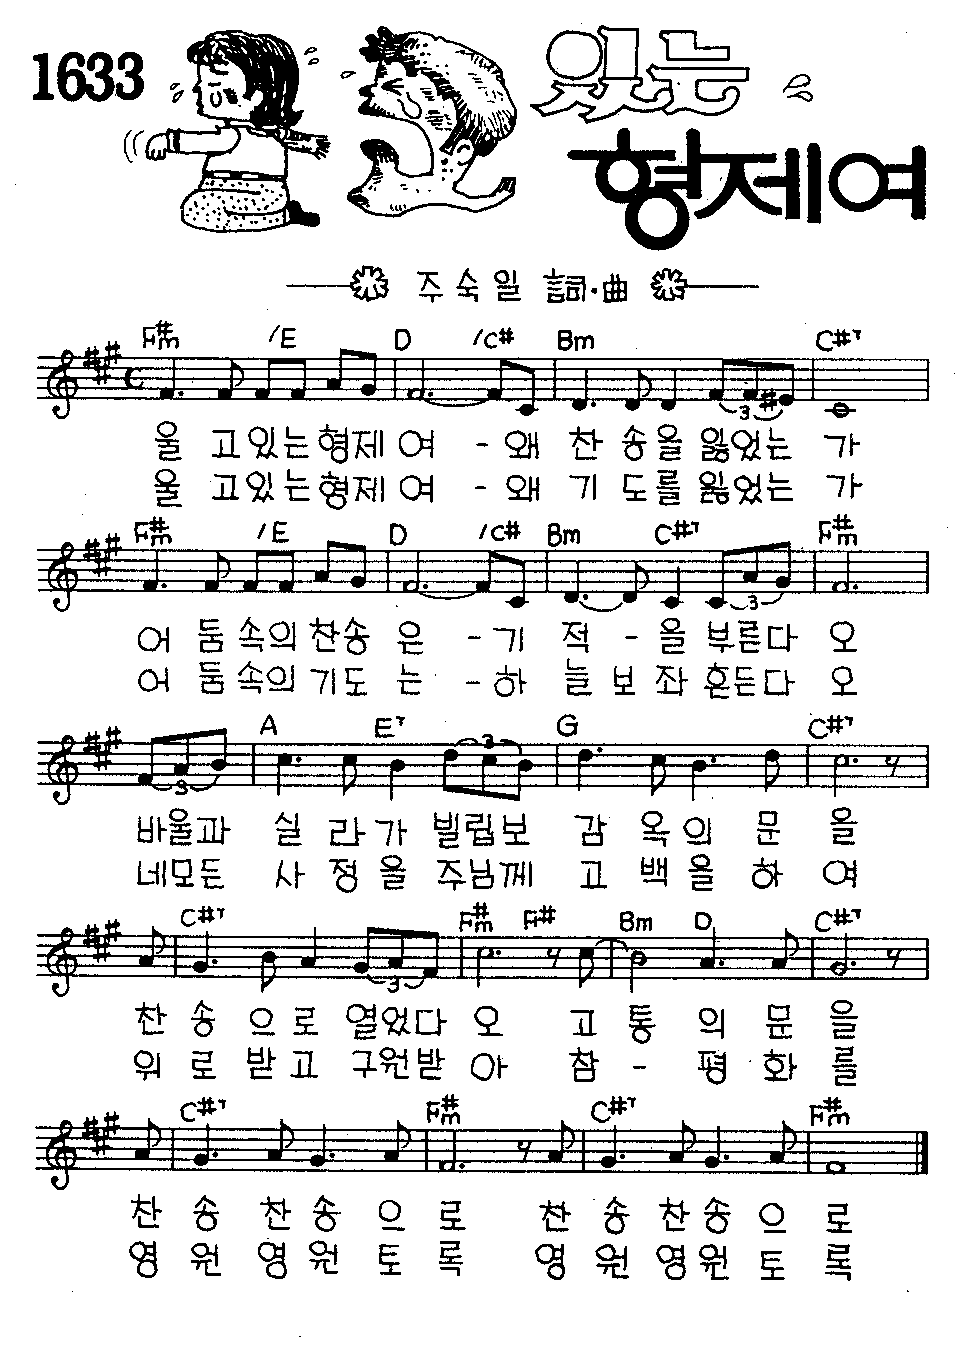 1633
울고 있는
형제여
주숙일 詞·曲
F#m /E D /C# Bm C#7
울 고있는형제 여 - 왜 찬 송을 잃었는 가
울 고있는형제 여 - 왜 기 도를 잃었는 가
F#m /E D /C# Bm C#7 F#m
어 둠 속의찬송 은 - 기 적 - 을 부른다 오
어 둠 속의기도 는 - 하 늘 보 좌 흔든다 오
A E7 G C#7
바울과 실 라가 빌립보 감 옥의 문 을
네모든 사 정을 주님께 고 백을 하 여
C#7 F#m F# Bm D C#7
찬 송 으로 열었다 오 고 통 의 문 을
위 로 받고 구원받 아 참 - 평 화 를
C#7 F#m C#7 F#m
찬 송 찬송 으 로 찬 송 찬송으 로
영 원 영원 토 록 영 원 영원토 록